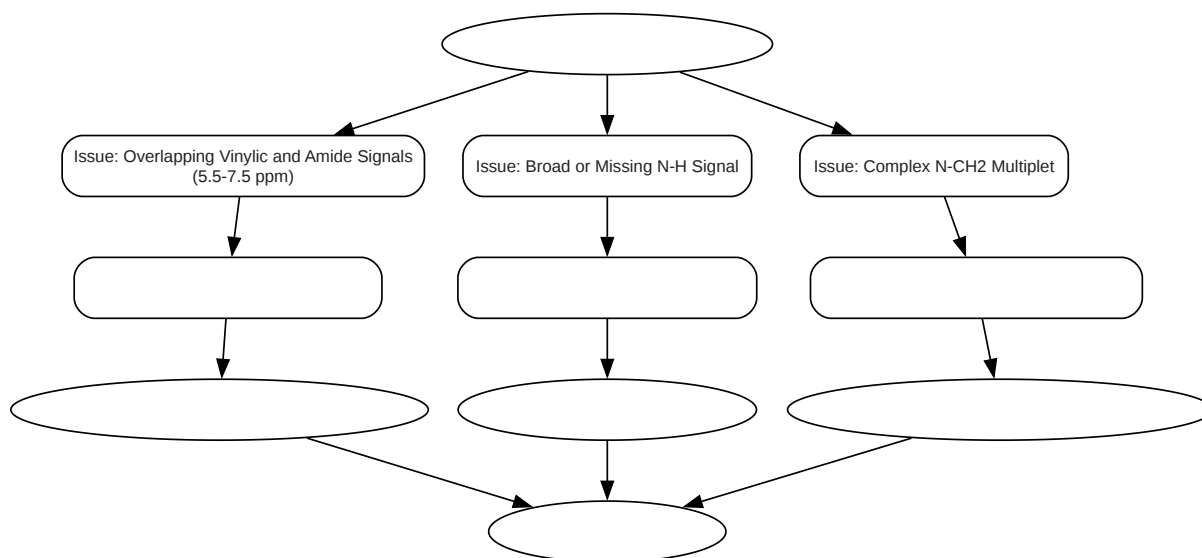 Issue: Overlapping Vinylic and Amide Signals
(5.5-7.5 ppm)
Issue: Broad or Missing N-H Signal
Issue: Complex N-CH2 Multiplet